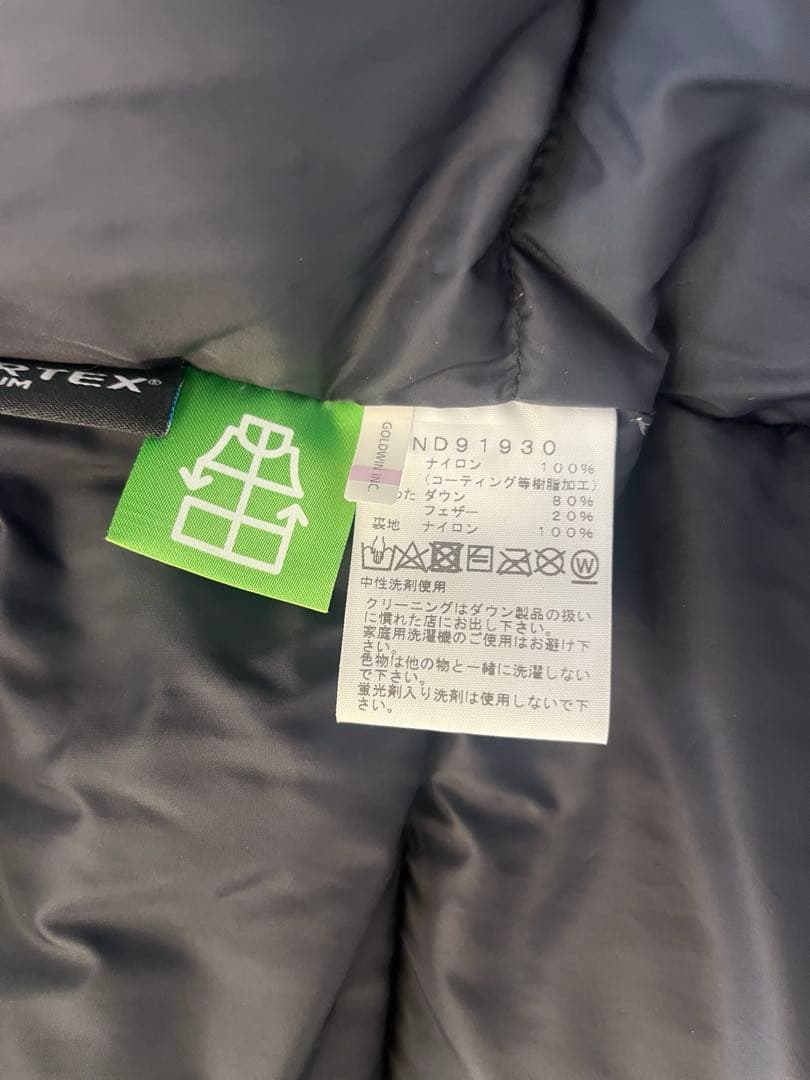 RTEX®
IM
GOLDWIN INC
ND91930
ナイロン 100%
(コーティング等樹脂加工)
わた ダウン 80%
フェザー 20%
裏地 ナイロン 100%
W
中性洗剤使用
クリーニングはダウン製品の扱い
に慣れた店にお出し下さい。
家庭用洗濯機のご使用はお避け下
さい。
色物は他の物と一緒に洗濯しない
で下さい。
蛍光剤入り洗剤は使用しないで下
さい。